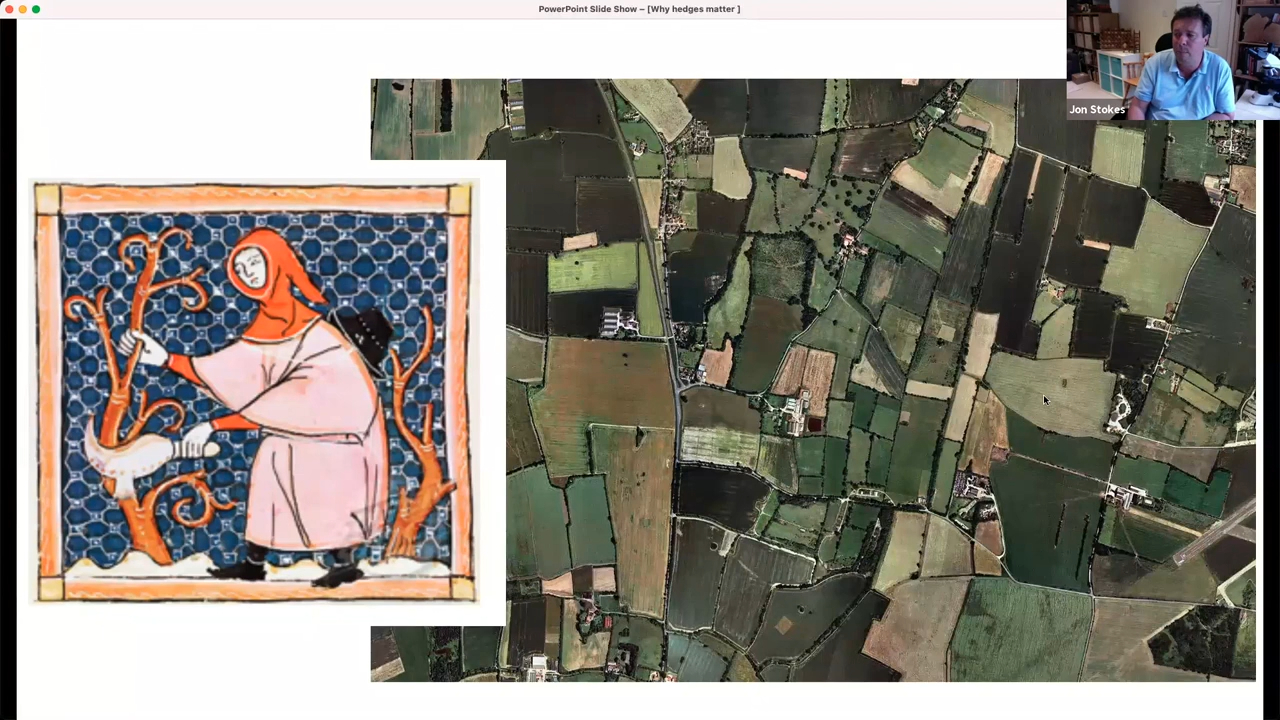 PowerPoint Slide Show – [Why hedges matter ]
Jon Stokes